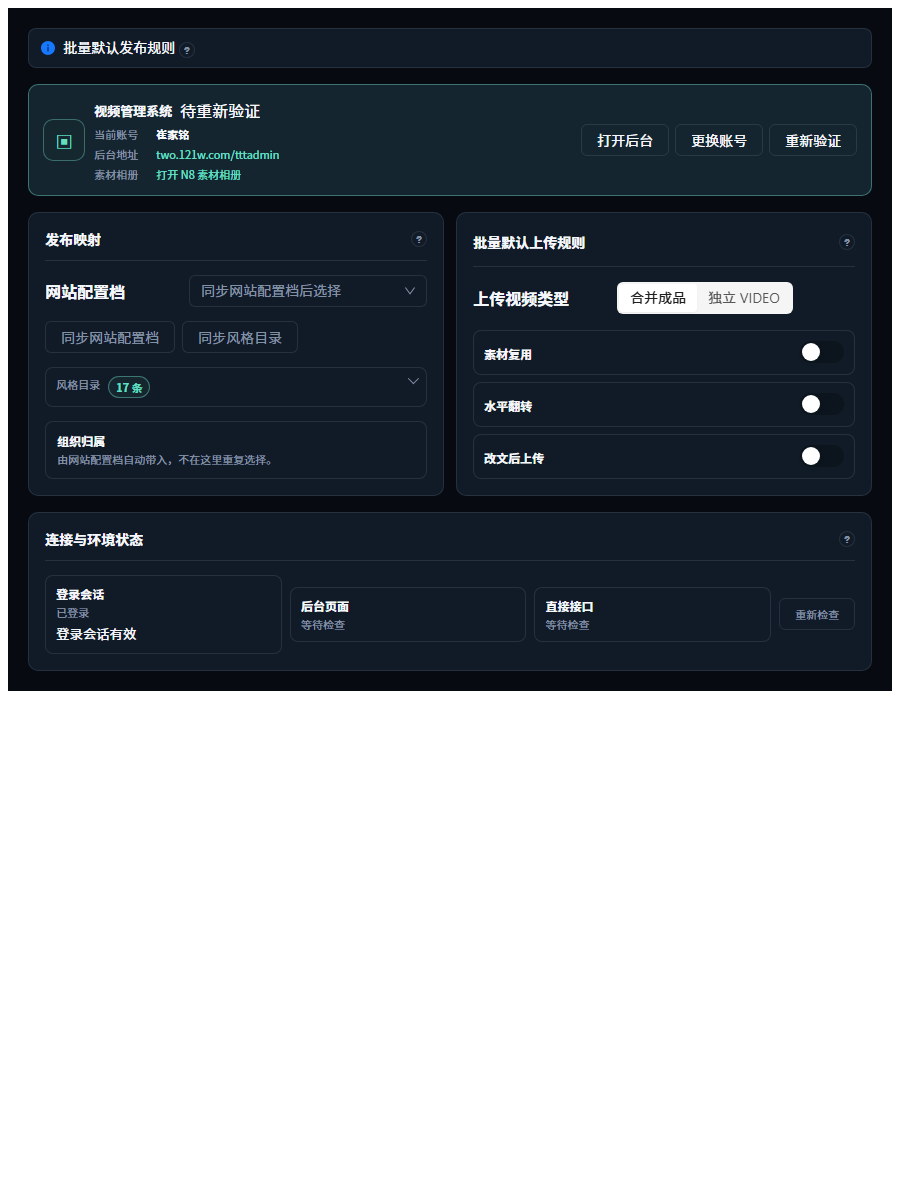 批量默认发布规则 ?
视频管理系统 待重新验证
当前账号 崔家铭
后台地址 two.121w.com/tttadmin
素材相册 打开 N8 素材相册
打开后台 更换账号 重新验证
发布映射 ?
网站配置档 同步网站配置档后选择
同步网站配置档 同步风格目录
风格目录 17 条
组织归属
由网站配置档自动带入，不在这里重复选择。
批量默认上传规则 ?
上传视频类型 合并成品 独立 VIDEO
素材复用
水平翻转
改文后上传
连接与环境状态 ?
登录会话
已登录
登录会话有效
后台页面
等待检查
直接接口
等待检查
重新检查